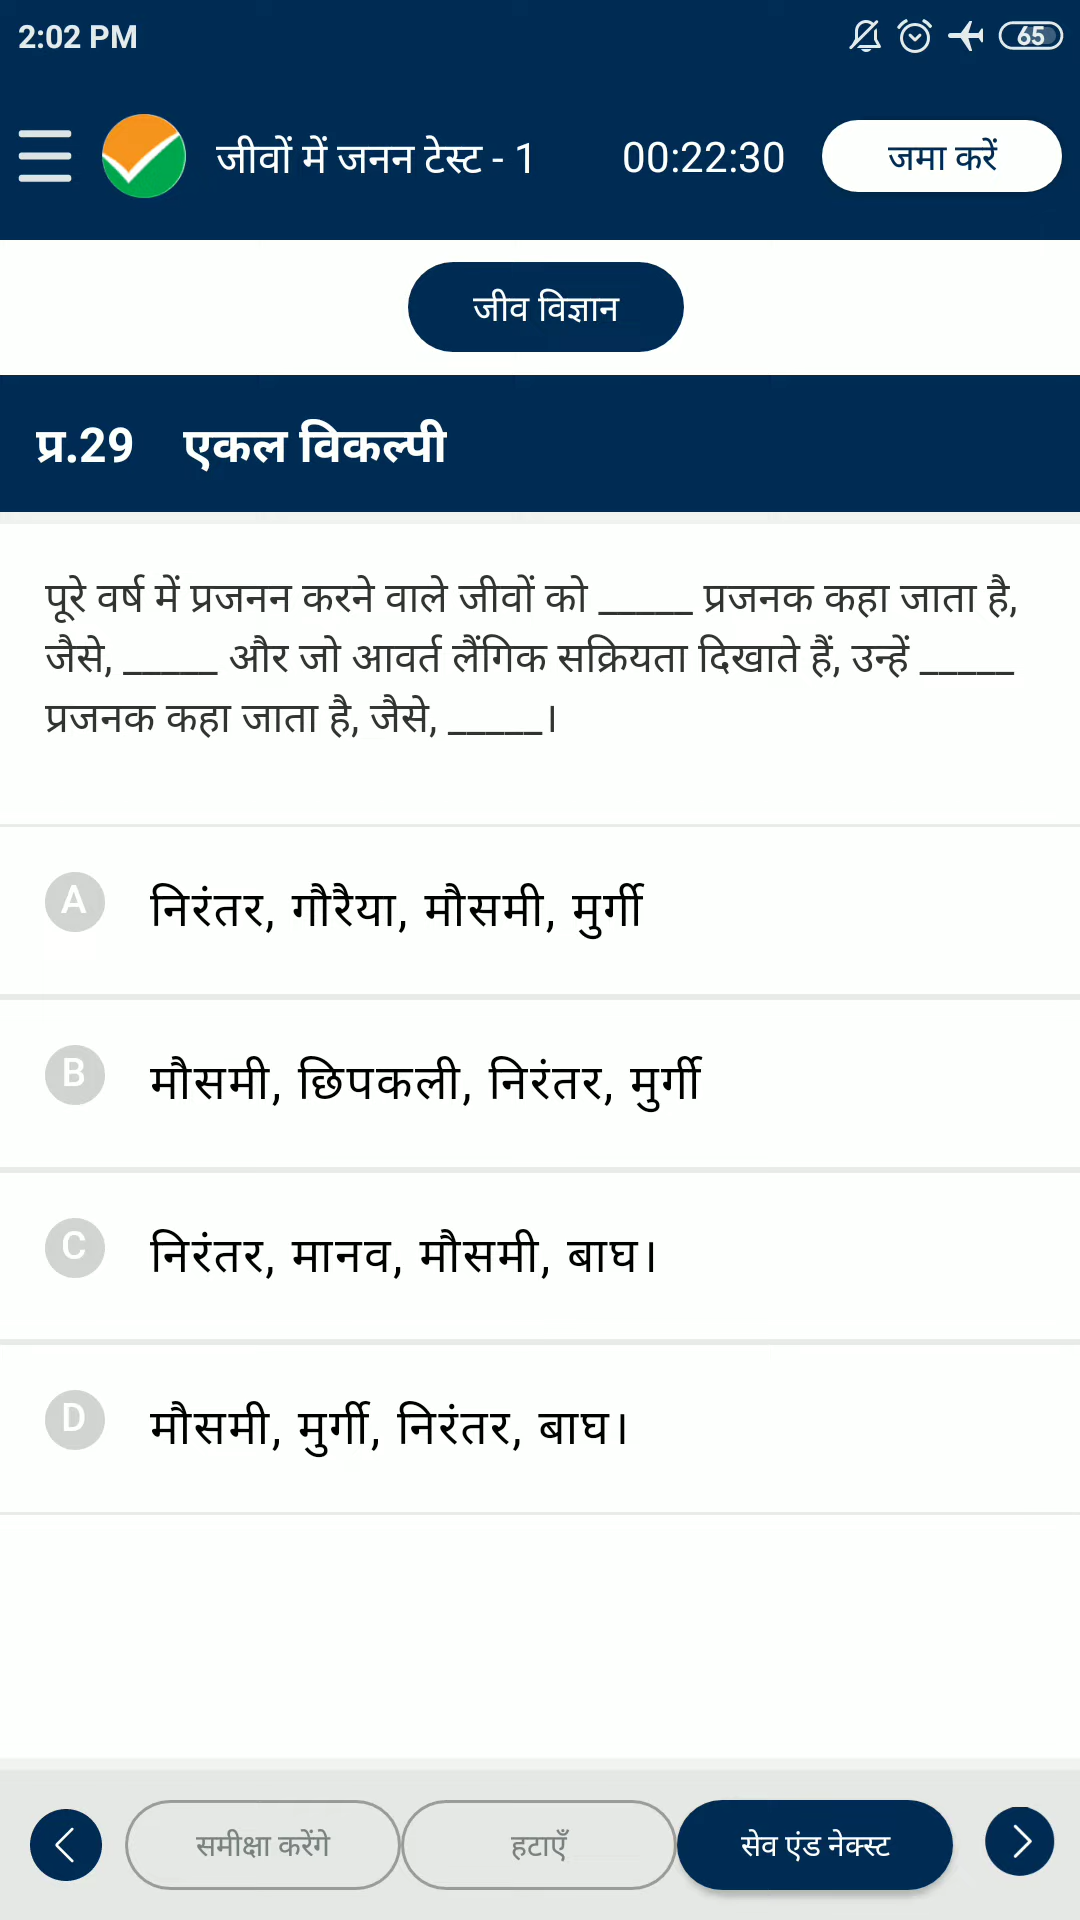 2:02 PM
65
जीवों में जनन टेस्ट - 1
00:22:30
जमा करें
जीव विज्ञान
प्र.29 एकल विकल्पी
पूरे वर्ष में प्रजनन करने वाले जीवों को _____ प्रजनक कहा जाता है,
जैसे, _____ और जो आवर्त लैंगिक सक्रियता दिखाते हैं, उन्हें _____
प्रजनक कहा जाता है, जैसे, _____।
A निरंतर, गौरैया, मौसमी, मुर्गी
B मौसमी, छिपकली, निरंतर, मुर्गी
C निरंतर, मानव, मौसमी, बाघ।
D मौसमी, मुर्गी, निरंतर, बाघ।
समीक्षा करेंगे
हटाएँ
सेव एंड नेक्स्ट